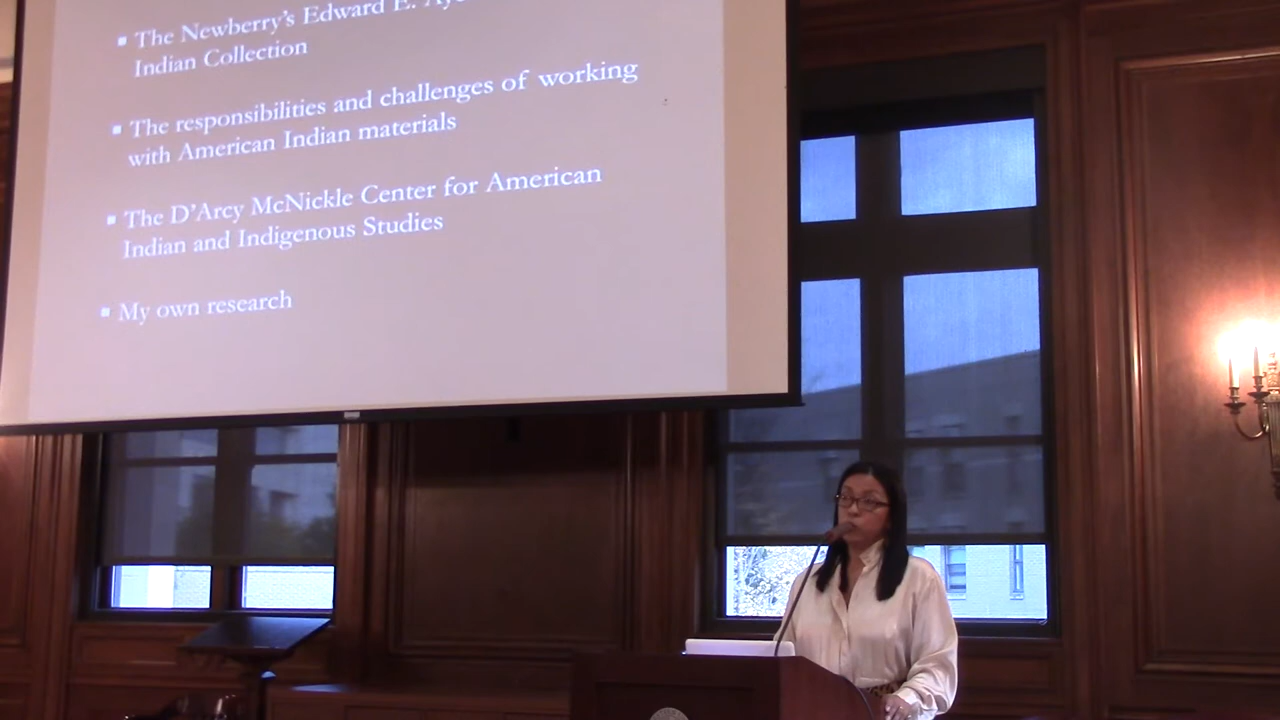 ▪ The Newberry's Edward E.
Indian Collection
▪ The responsibilities and challenges of working
with American Indian materials
▪ The D'Arcy McNickle Center for American
Indian and Indigenous Studies
▪ My own research